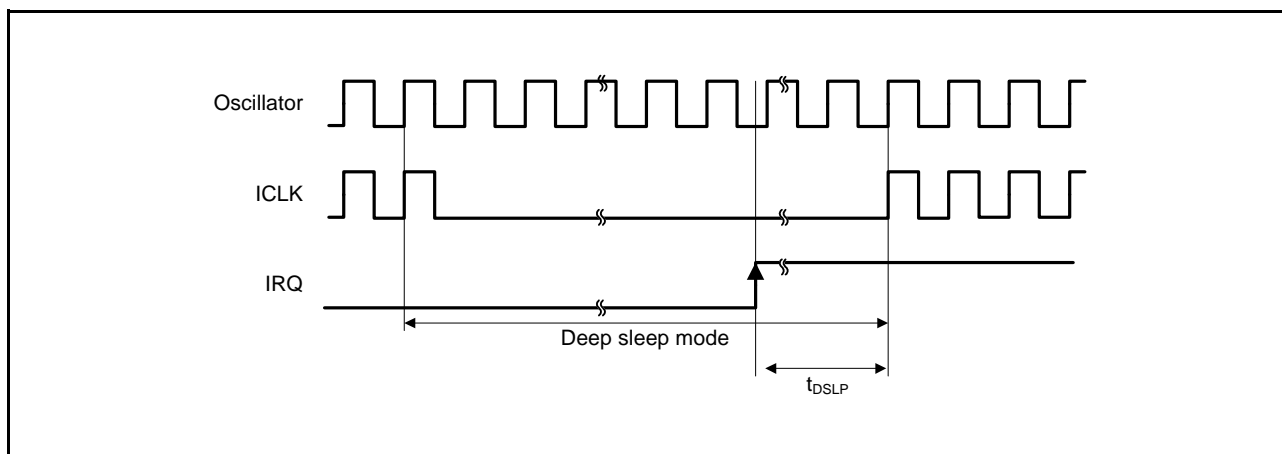 Oscillator
ICLK
IRQ
Deep sleep mode
tDSLP